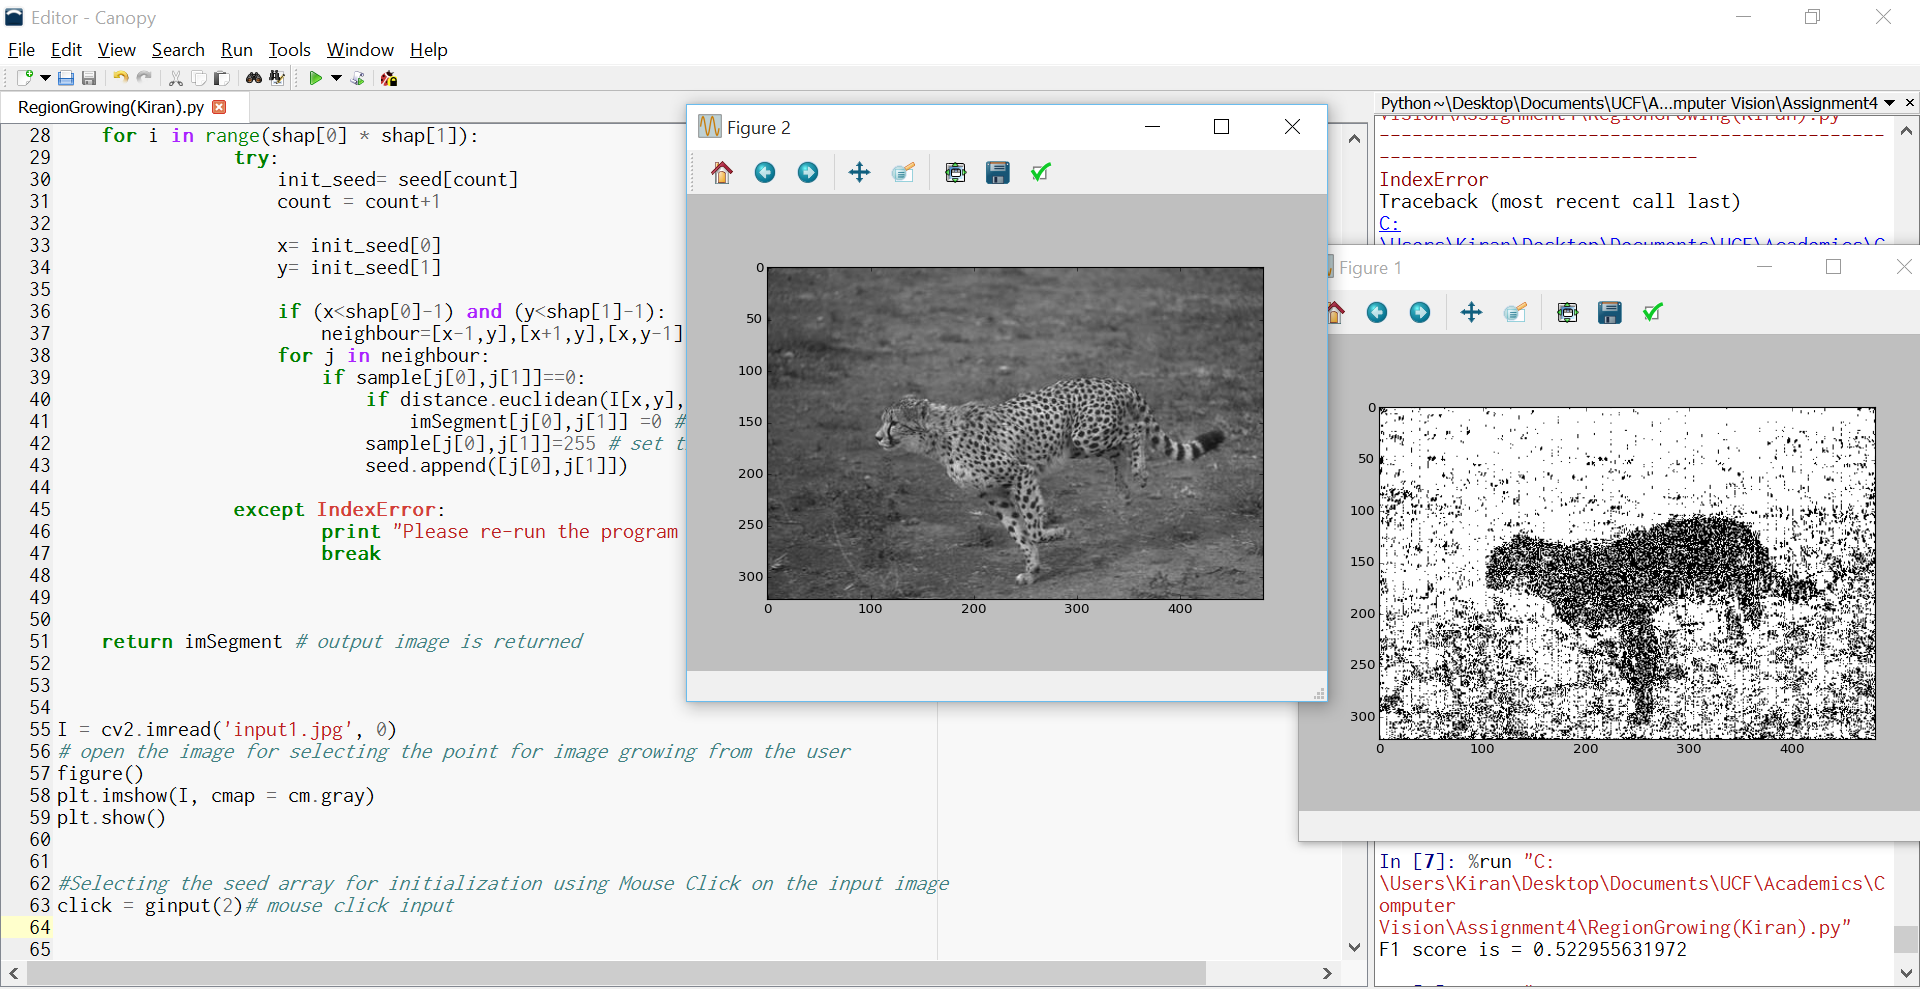 Editor - Canopy
File Edit View Search Run Tools Window Help
RegionGrowing(Kiran).py
28 for i in range(shap[0] * shap[1]):
29 try:
30 init_seed= seed[count]
31 count = count+1
32
33 x= init_seed[0]
34 y= init_seed[1]
35
36 if (x<shap[0]-1) and (y<shap[1]-1):
37 neighbour=[x-1,y],[x+1,y],[x,y-1]
38 for j in neighbour:
39 if sample[j[0],j[1]]==0:
40 if distance.euclidean(I[x,y],
41 imSegment[j[0],j[1]] =0 #
42 sample[j[0],j[1]]=255 # set t
43 seed.append([j[0],j[1]])
44
45 except IndexError:
46 print "Please re-run the program
47 break
48
49
50
51 return imSegment # output image is returned
52
53
54
55 I = cv2.imread('input1.jpg', 0)
56 # open the image for selecting the point for image growing from the user
57 figure()
58 plt.imshow(I, cmap = cm.gray)
59 plt.show()
60
61
62 #Selecting the seed array for initialization using Mouse Click on the input image
63 click = ginput(2)# mouse click input
64
65
Figure 2
0
50
100
150
200
250
300
0 100 200 300 400
Python ~\Desktop\Documents\UCF\A...mputer Vision\Assignment4
Vision\Assignment4\RegionGrowing(Kiran).py
-----------------------------------------------
-----------------------------
IndexError
Traceback (most recent call last)
C:
\Users\Kiran\Desktop\Documents\UCF\Academics\C
Figure 1
0
50
100
150
200
250
300
0 100 200 300 400
In [7]: %run "C:
\Users\Kiran\Desktop\Documents\UCF\Academics\C
omputer
Vision\Assignment4\RegionGrowing(Kiran).py"
F1 score is = 0.522955631972